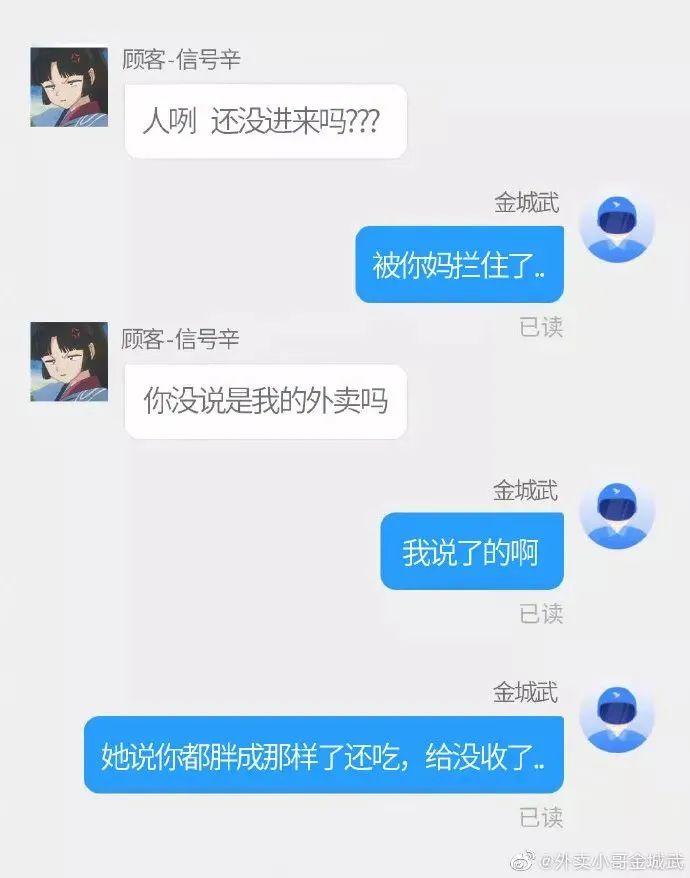 顾客-信号辛
人咧 还没进来吗???
金城武
被你妈拦住了..
已读
顾客-信号辛
你没说是我的外卖吗
金城武
我说了的啊
已读
金城武
她说你都胖成那样了还吃，给没收了..
已读
@外卖小哥金城武